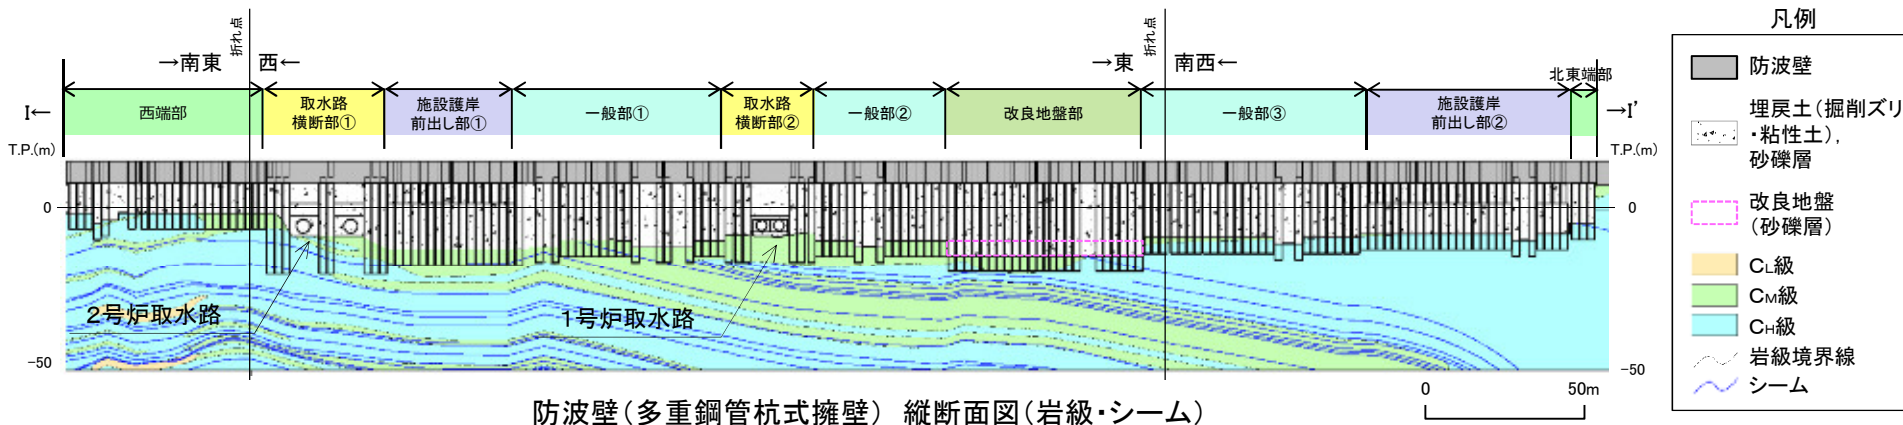 折れ点
折れ点
凡例
→南東
西←
→東
南西←
防波壁
北東端部
I←
西端部
取水路
横断部①
施設護岸
前出し部①
一般部①
取水路
横断部②
一般部②
改良地盤部
一般部③
施設護岸
前出し部②
→I'
埋戻土(掘削ズリ
・粘性土),
砂礫層
T.P.(m)
T.P.(m)
0
0
改良地盤
(砂礫層)
CL級
CM級
CH級
岩級境界線
シーム
2号炉取水路
1号炉取水路
-50
-50
0
50m
防波壁(多重鋼管杭式擁壁) 縦断面図(岩級・シーム)